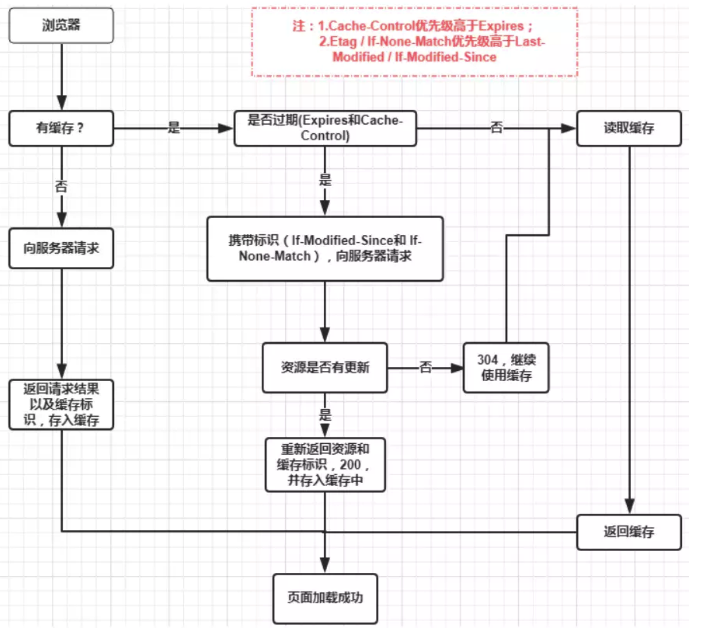 浏览器
注：1.Cache-Control优先级高于Expires；
2.Etag / If-None-Match优先级高于Last-
Modified / If-Modified-Since
有缓存？
是
是否过期(Expires和Cache-
Control)
否
读取缓存
否
是
向服务器请求
携带标识（If-Modified-Since和 If-
None-Match），向服务器请求
资源是否有更新
否
304，继续
使用缓存
返回请求结果
以及缓存标
识，存入缓存
是
重新返回资源和
缓存标识，200，
并存入缓存中
返回缓存
页面加载成功